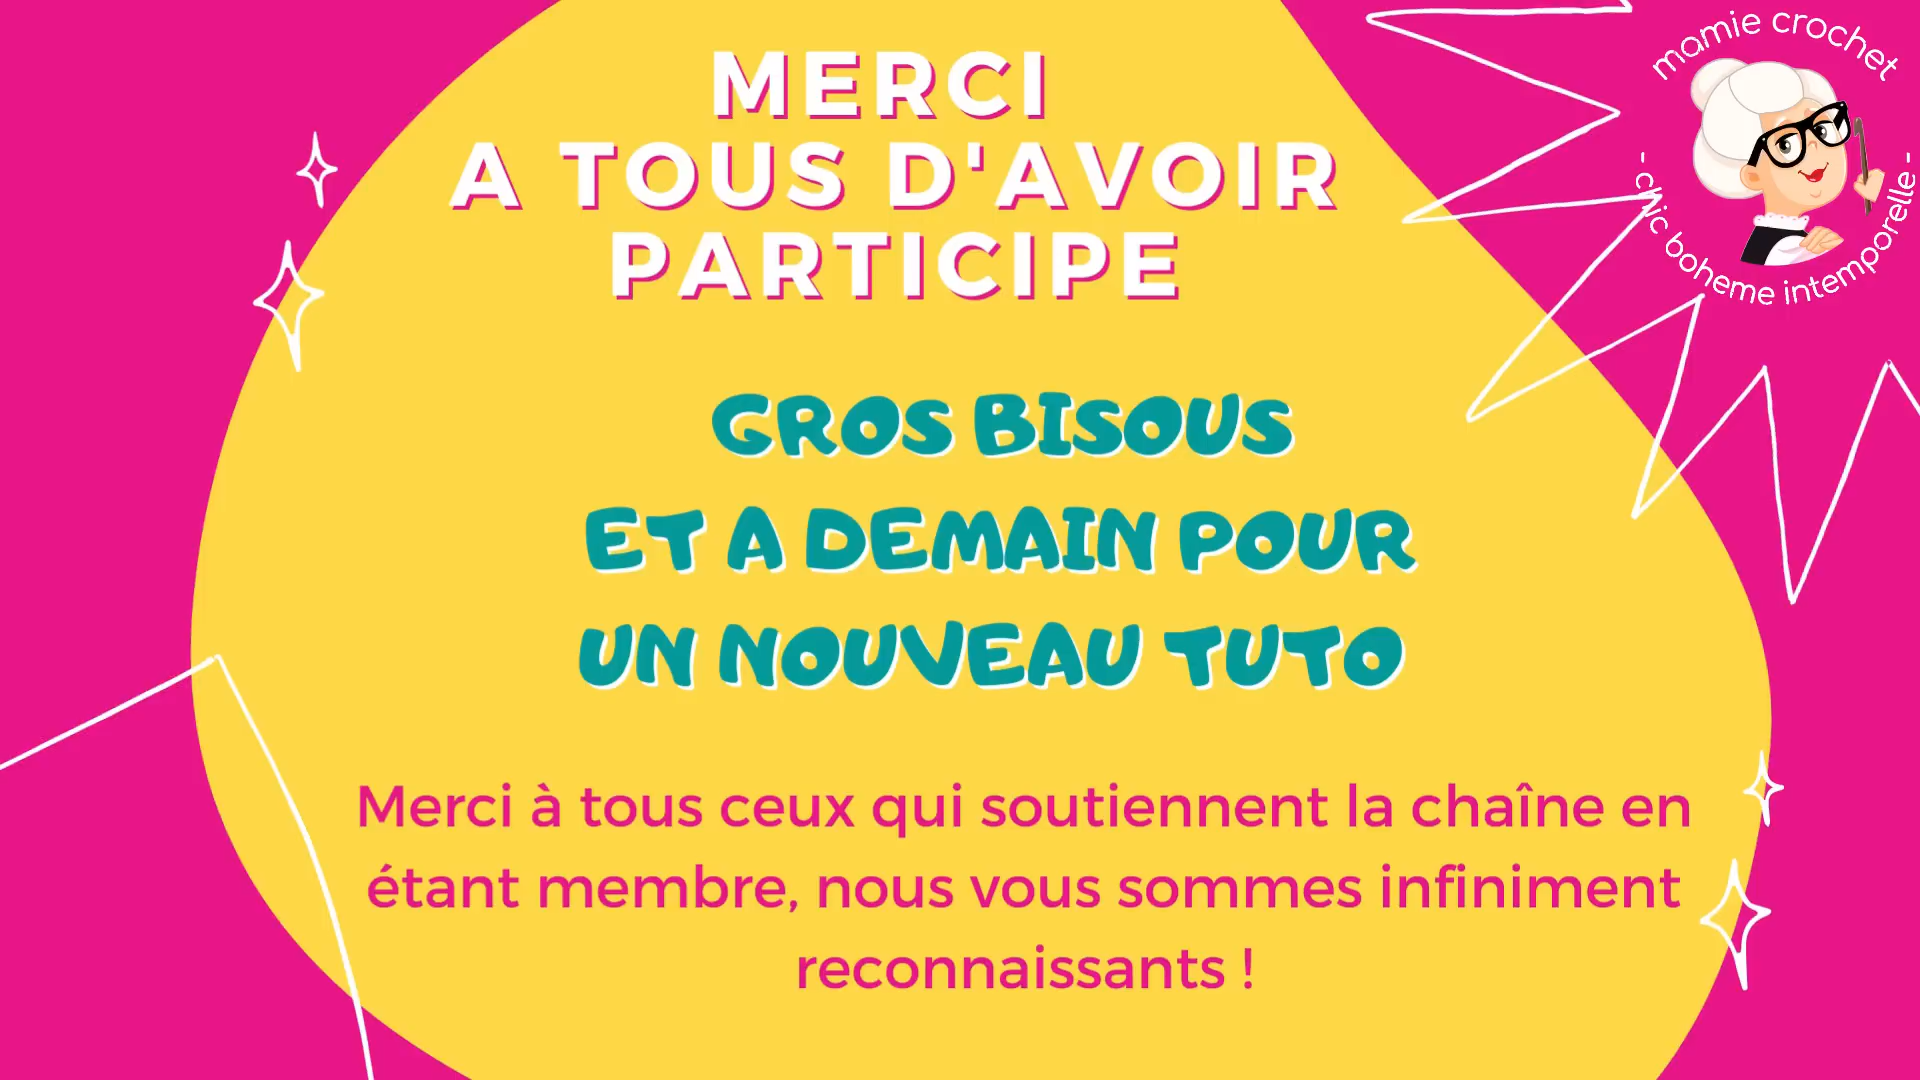 MERCI
A TOUS D'AVOIR
PARTICIPE
GROS BISOUS
ET A DEMAIN POUR
UN NOUVEAU TUTO
Merci à tous ceux qui soutiennent la chaîne en
étant membre, nous vous sommes infiniment
reconnaissants !
mamie crochet
- chic boheme intemporelle -